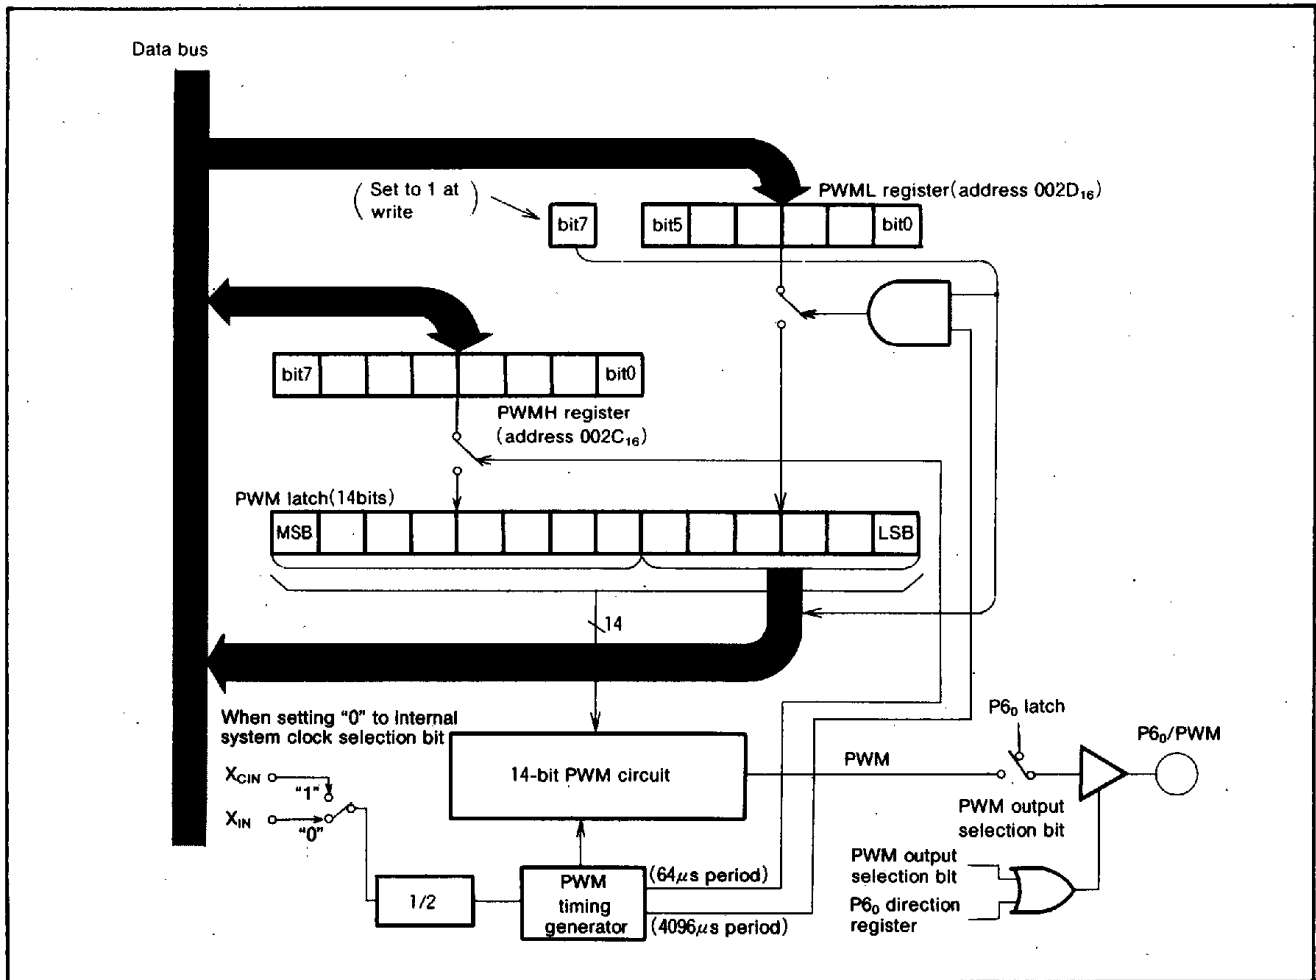 Data bus
(Set to 1 at
write)
PWML register(address 002D₁₆)
bit7
bit5
bit0
bit7
bit0
PWMH register
(address 002C₁₆)
PWM latch(14bits)
MSB
LSB
14
When setting “0” to internal
system clock selection bit
XCIN
“1”
XIN
“0”
14-bit PWM circuit
PWM
P6₀ latch
P6₀/PWM
PWM output
selection bit
1/2
PWM
timing
generator
(64μs period)
(4096μs period)
PWM output
selection bit
P6₀ direction
register